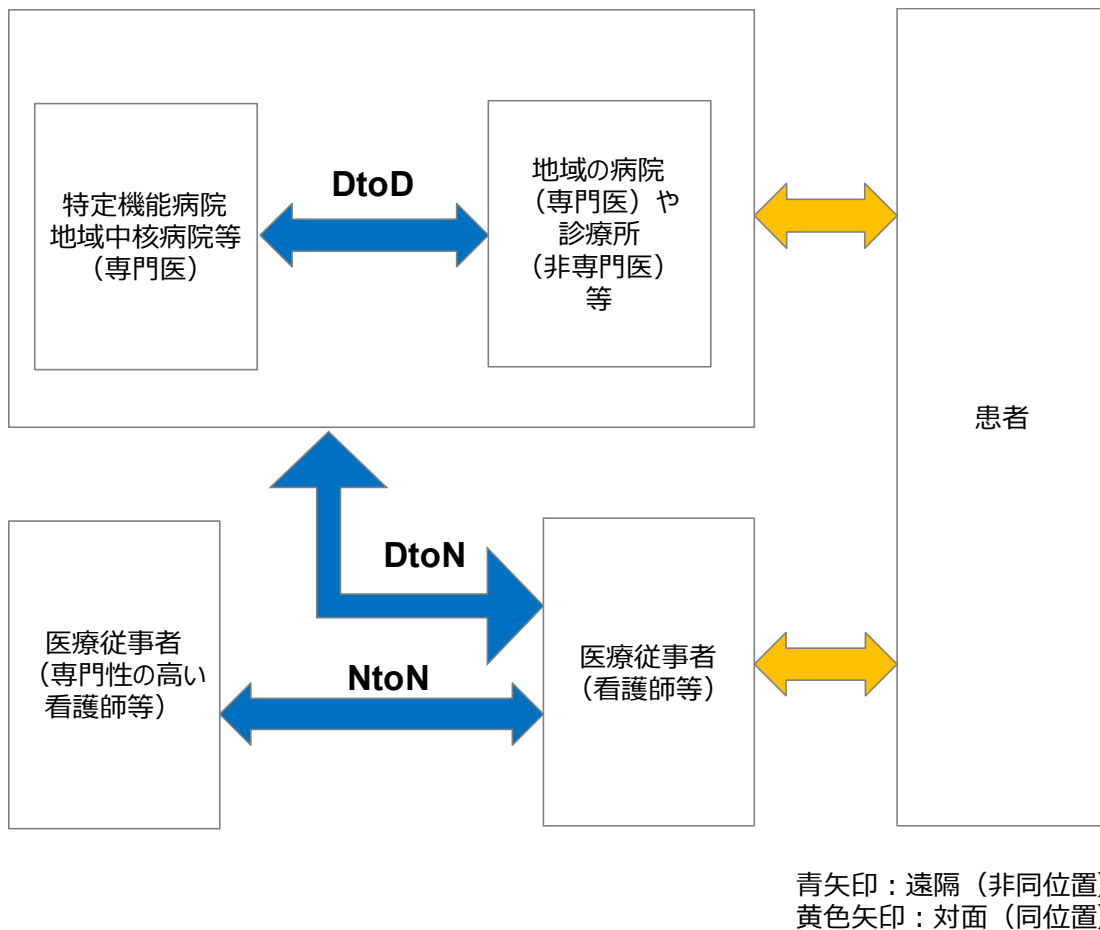 DtoD
特定機能病院
地域中核病院等
（専門医）
地域の病院
（専門医）や
診療所
（非専門医）
等
患者
DtoN
医療従事者
（専門性の高い
看護師等）
NtoN
医療従事者
（看護師等）
青矢印：遠隔（非同位置）
黄色矢印：対面（同位置）